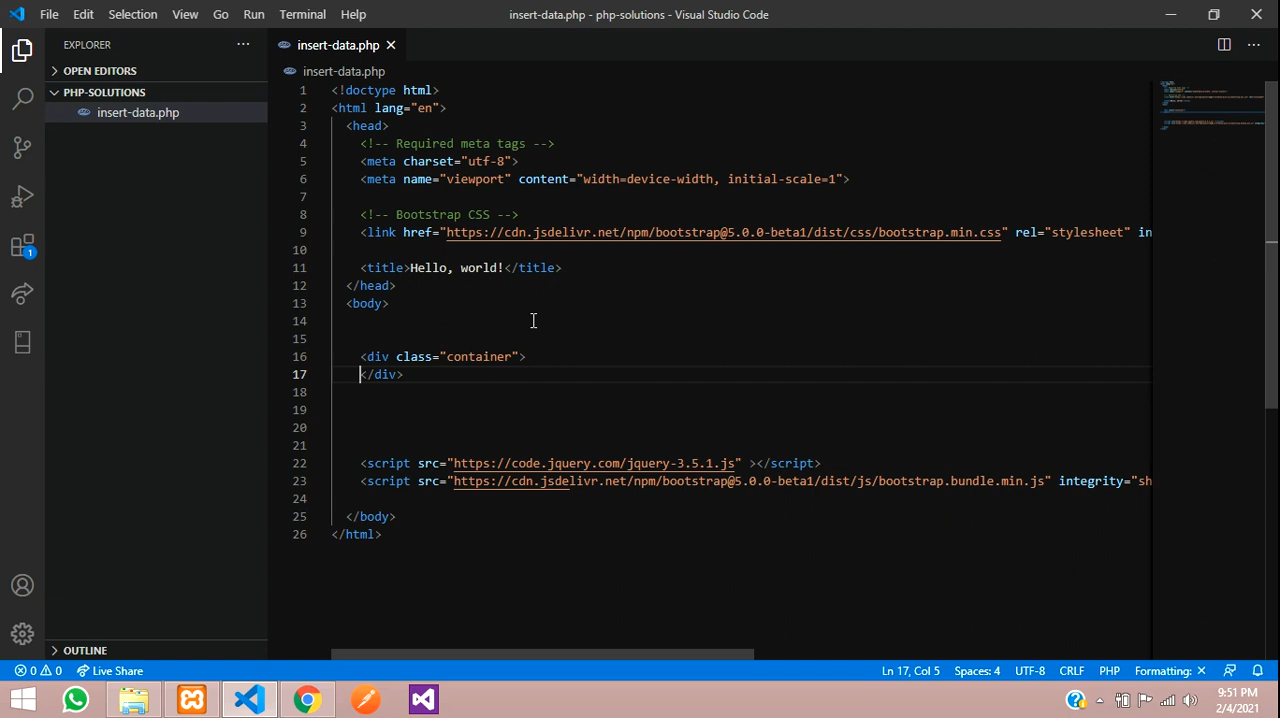 File Edit Selection View Go Run Terminal Help
insert-data.php - php-solutions - Visual Studio Code
EXPLORER
OPEN EDITORS
PHP-SOLUTIONS
insert-data.php
1
insert-data.php
insert-data.php
1 <!doctype html>
2 <html lang="en">
3 <head>
4 <!-- Required meta tags -->
5 <meta charset="utf-8">
6 <meta name="viewport" content="width=device-width, initial-scale=1">
7
8 <!-- Bootstrap CSS -->
9 <link href="https://cdn.jsdelivr.net/npm/bootstrap@5.0.0-beta1/dist/css/bootstrap.min.css" rel="stylesheet" in
10
11 <title>Hello, world!</title>
12 </head>
13 <body>
14
15
16 <div class="container">
17 </div>
18
19
20
21
22 <script src="https://code.jquery.com/jquery-3.5.1.js" ></script>
23 <script src="https://cdn.jsdelivr.net/npm/bootstrap@5.0.0-beta1/dist/js/bootstrap.bundle.min.js" integrity="sh
24
25 </body>
26 </html>
OUTLINE
0 0 Live Share Ln 17, Col 5 Spaces: 4 UTF-8 CRLF PHP Formatting: ×
9:51 PM
2/4/2021